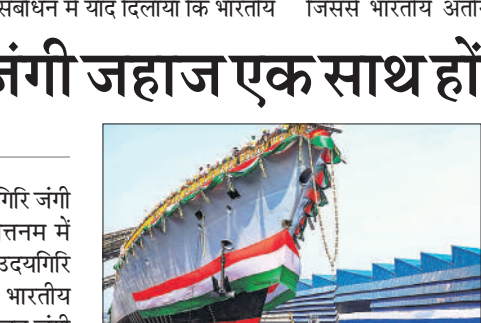 संबोधन में याद दिलाया कि भारतीय
जिससे भारतीय
जंगी जहाज एक साथ हों
गिरि जंगी
त्तनम में
उदयगिरि
भारतीय